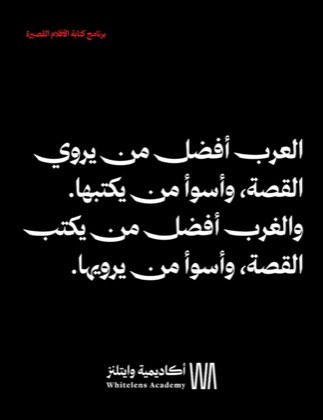 برنامج كتابة الأفلام القصيرة
العرب أفضل من يروي
القصة، وأسوأ من يكتبها.
والغرب أفضل من يكتب
القصة، وأسوأ من يرويها.
أكاديمية وايتلنز
Whitelens Academy